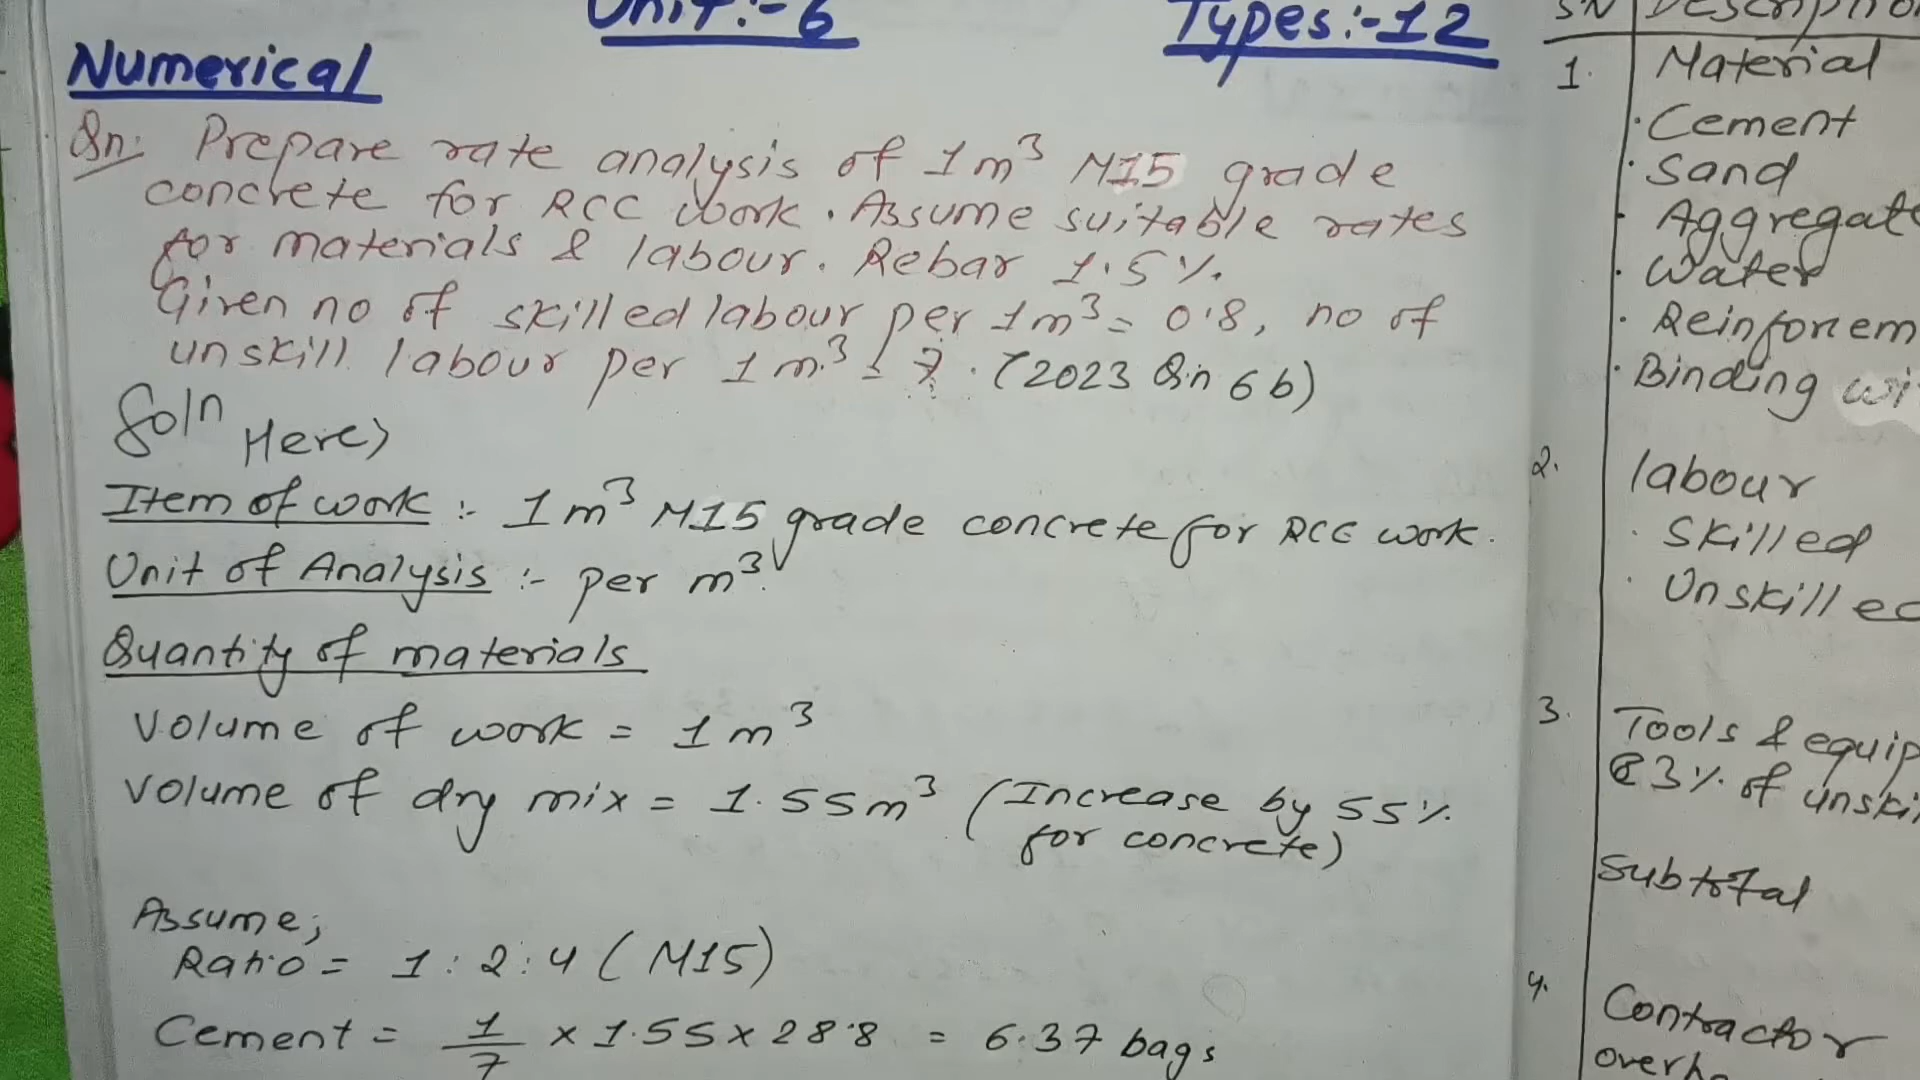 Unit:-6
Types:-12
Numerical
Qn: Prepare rate analysis of 1m³ M15 grade
concrete for RCC work. Assume suitable rates
for materials & labour. Rebar 1.5%.
Given no of skilled labour per 1m³ = 0.8, no of
unskill labour per 1m³ = 7. (2023 Qn 6b)
Soln Here,
Item of work :- 1m³ M15 grade concrete for RCC work.
Unit of Analysis :- per m³
Quantity of materials
Volume of work = 1m³
Volume of dry mix = 1.55m³ (Increase by 55%
for concrete)
Assume;
Ratio = 1:2:4 (M15)
Cement = 1/7 x 1.55 x 28.8 = 6.37 bags
SN Description
1. Material
· Cement
· Sand
· Aggregate
· Water
· Reinforcem
· Binding wi
2. labour
· Skilled
· Unskilled
3. Tools & equip
@3% of unski
Subtotal
4. Contractor
overh